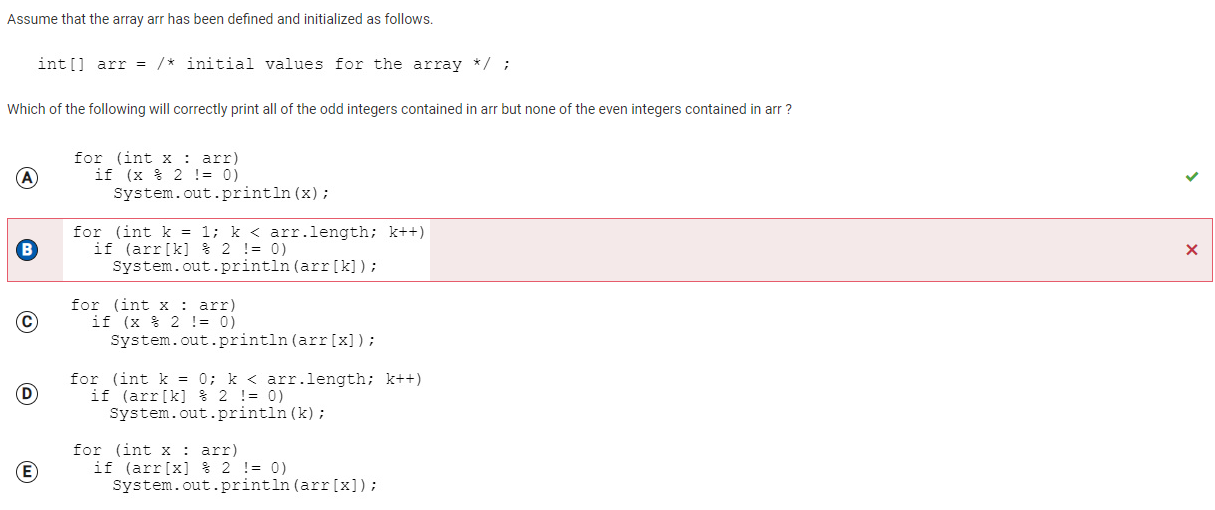 Assume that the array arr has been defined and initialized as follows.
int[] arr = /* initial values for the array */ ;
Which of the following will correctly print all of the odd integers contained in arr but none of the even integers contained in arr ?
A
for (int x : arr)
if (x % 2 != 0)
System.out.println(x);
B
for (int k = 1; k < arr.length; k++)
if (arr[k] % 2 != 0)
System.out.println(arr[k]);
C
for (int x : arr)
if (x % 2 != 0)
System.out.println(arr[x]);
D
for (int k = 0; k < arr.length; k++)
if (arr[k] % 2 != 0)
System.out.println(k);
E
for (int x : arr)
if (arr[x] % 2 != 0)
System.out.println(arr[x]);